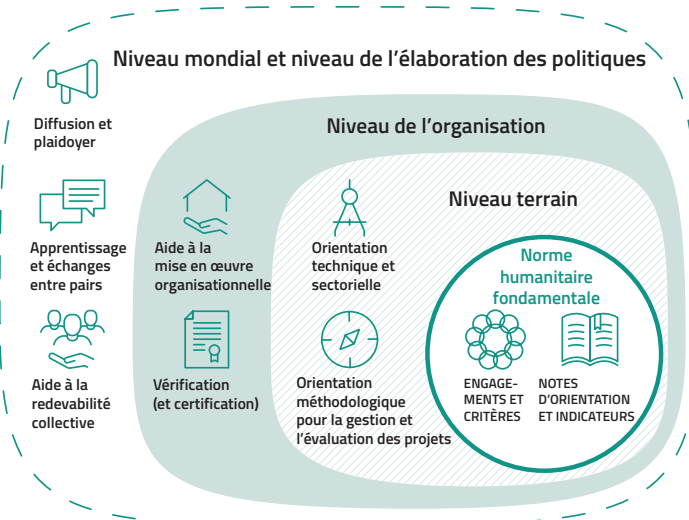 Niveau mondial et niveau de l’élaboration des politiques
Diffusion et
plaidoyer
Apprentissage
et échanges
entre pairs
Aide à la
redevabilité
collective
Niveau de l’organisation
Aide à la
mise en œuvre
organisationnelle
Vérification
(et certification)
Niveau terrain
Orientation
technique et
sectorielle
Orientation
méthodologique
pour la gestion et
l’évaluation des projets
Norme
humanitaire
fondamentale
ENGAGE-
MENTS ET
CRITÈRES
NOTES
D’ORIENTATION
ET INDICATEURS